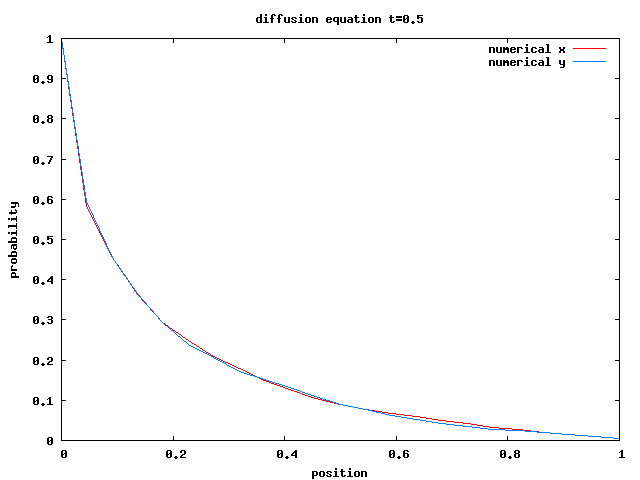 diffusion equation t=0.5
numerical x
numerical y
1
0.9
0.8
0.7
0.6
0.5
0.4
0.3
0.2
0.1
0
probability
0 0.2 0.4 0.6 0.8 1
position